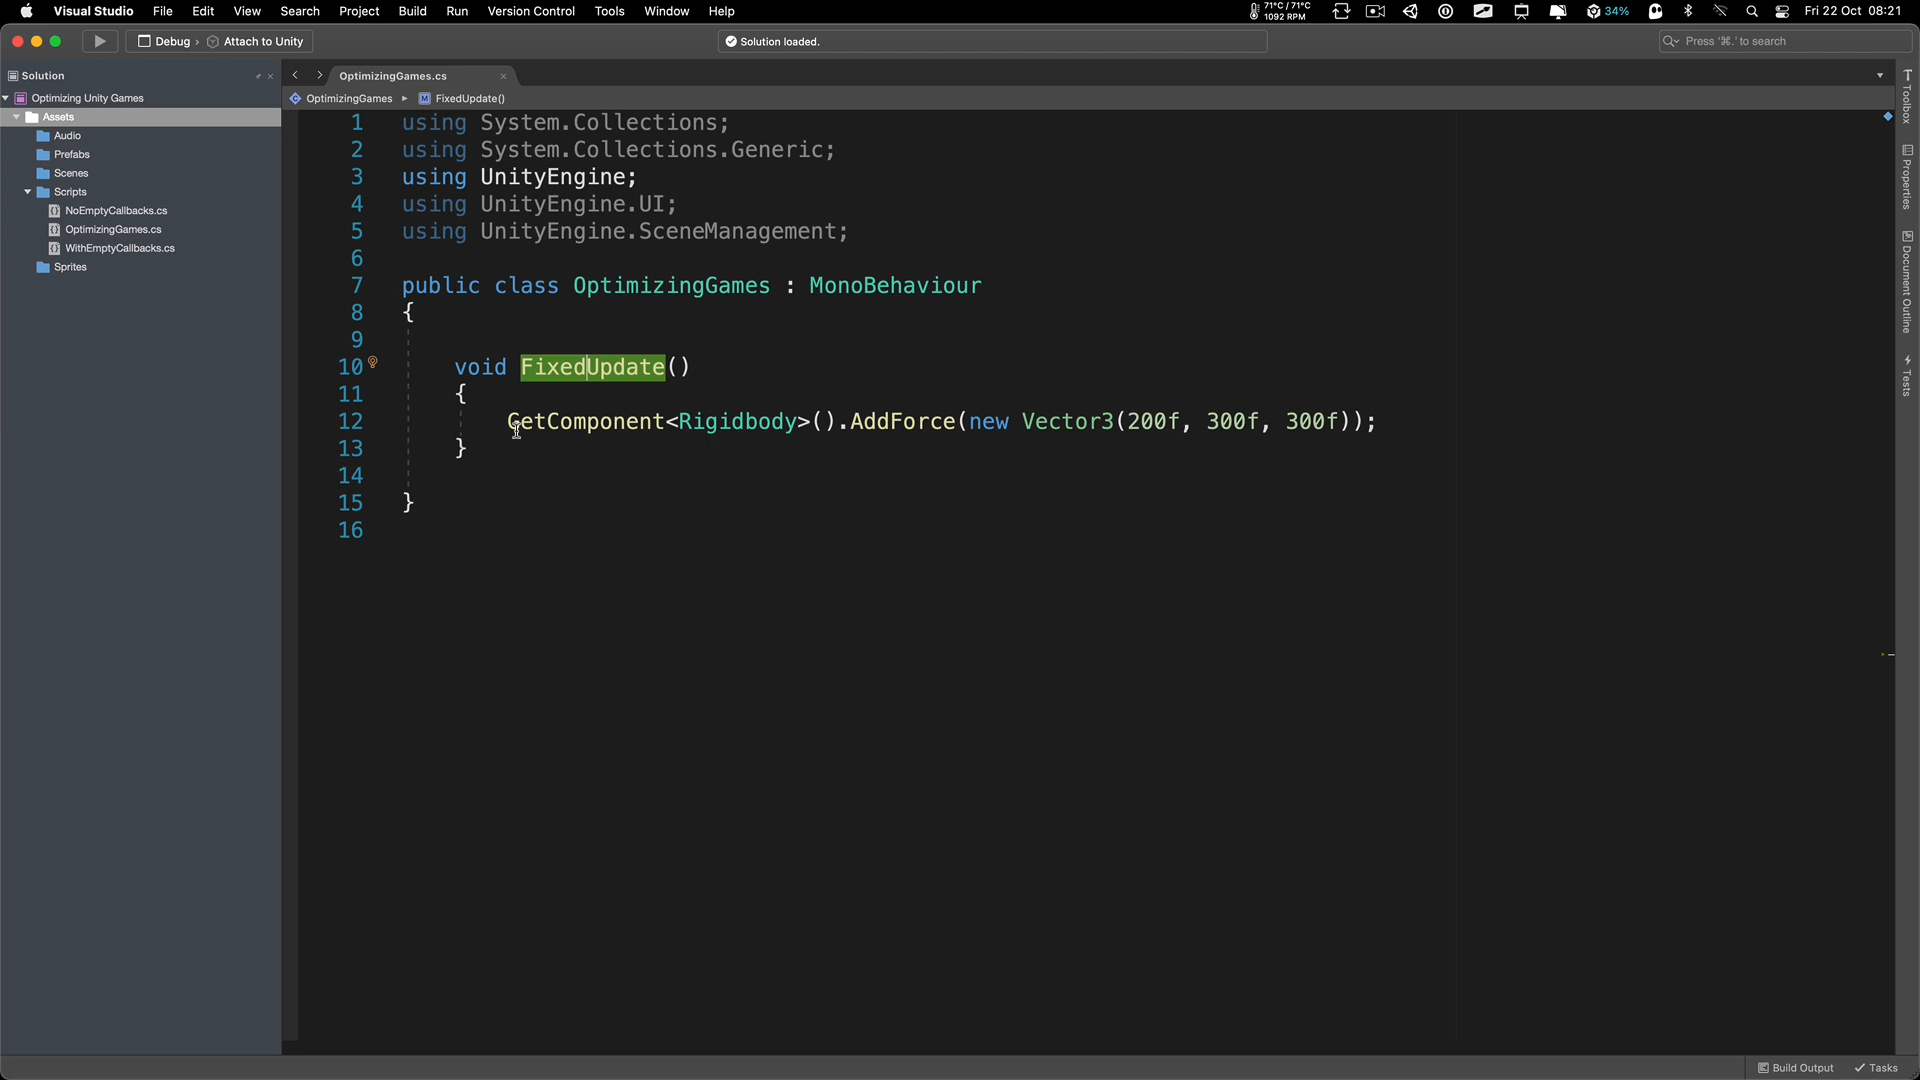 Visual Studio File Edit View Search Project Build Run Version Control Tools Window Help 71°C / 71°C 1092 RPM 34% Fri 22 Oct 08:21
Debug › Attach to Unity Solution loaded. Press '⌘.' to search
Solution OptimizingGames.cs
Optimizing Unity Games OptimizingGames ▸ FixedUpdate()
Assets
Audio
Prefabs
Scenes
Scripts
NoEmptyCallbacks.cs
OptimizingGames.cs
WithEmptyCallbacks.cs
Sprites
1 using System.Collections;
2 using System.Collections.Generic;
3 using UnityEngine;
4 using UnityEngine.UI;
5 using UnityEngine.SceneManagement;
6
7 public class OptimizingGames : MonoBehaviour
8 {
9
10 void FixedUpdate()
11 {
12 GetComponent<Rigidbody>().AddForce(new Vector3(200f, 300f, 300f));
13 }
14
15 }
16
Toolbox
Properties
Document Outline
Tests
Build Output Tasks